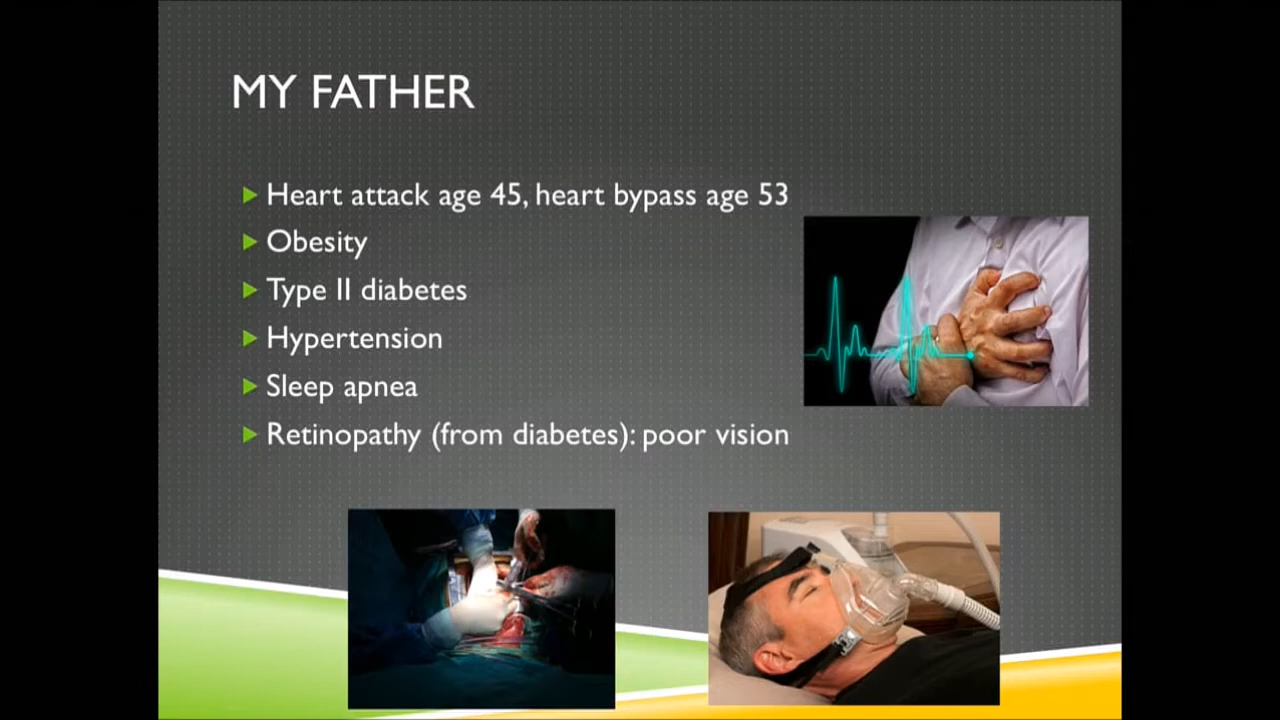 MY FATHER
Heart attack age 45, heart bypass age 53
Obesity
Type II diabetes
Hypertension
Sleep apnea
Retinopathy (from diabetes): poor vision